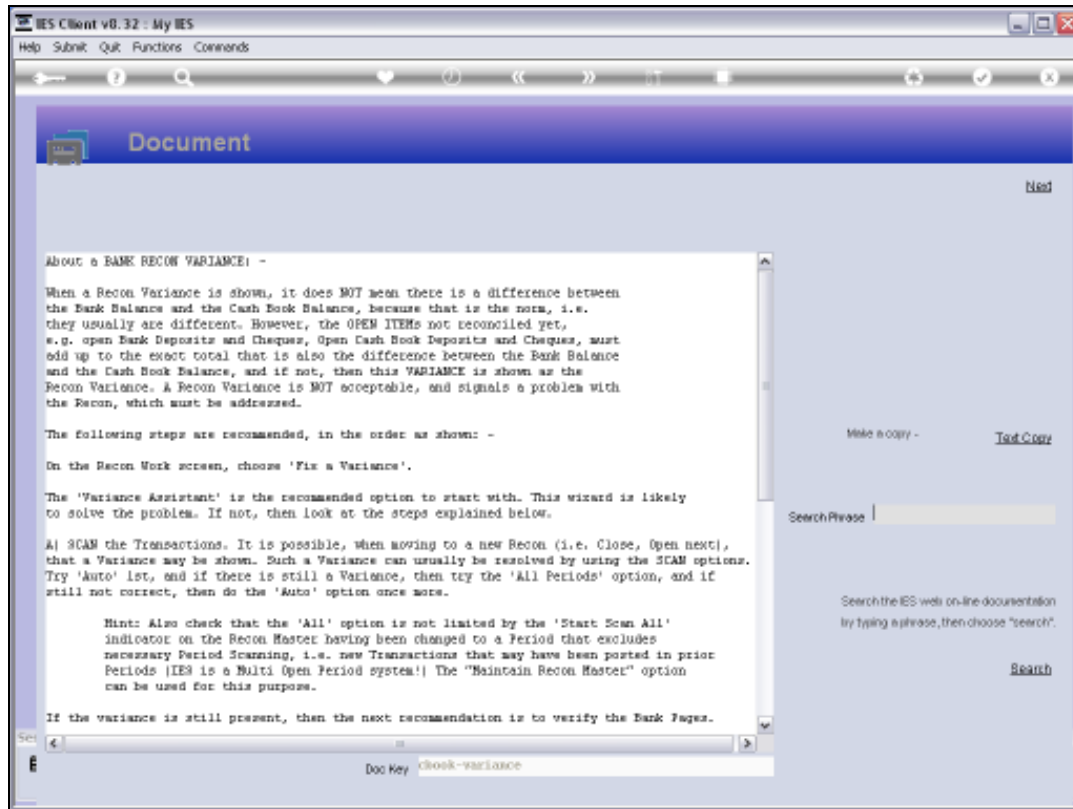 IES Client v8.32 : My IES
Help Submit Quit Functions Commands
Document
Next
About a BANK RECON VARIANCE: -
When a Recon Variance is shown, it does NOT mean there is a difference between
the Bank Balance and the Cash Book Balance, because that is the norm, i.e.
they usually are different. However, the OPEN ITEMs not reconciled yet,
e.g. open Bank Deposits and Cheques, Open Cash Book Deposits and Cheques, must
add up to the exact total that is also the difference between the Bank Balance
and the Cash Book Balance, and if not, then this VARIANCE is shown as the
Recon Variance. A Recon Variance is NOT acceptable, and signals a problem with
the Recon, which must be addressed.
The following steps are recommended, in the order as shown: -
On the Recon Work screen, choose 'Fix a Variance'.
The 'Variance Assistant' is the recommended option to start with. This wizard is likely
to solve the problem. If not, then look at the steps explained below.
A) SCAN the Transactions. It is possible, when moving to a new Recon (i.e. Close, Open next),
that a Variance may be shown. Such a Variance can usually be resolved by using the SCAN options.
Try 'Auto' 1st, and if there is still a Variance, then try the 'All Periods' option, and if
still not correct, then do the 'Auto' option once more.
Hint: Also check that the 'All' option is not limited by the 'Start Scan All'
indicator on the Recon Master having been changed to a Period that excludes
necessary Period Scanning, i.e. new Transactions that may have been posted in prior
Periods (IES is a Multi Open Period system!) The "Maintain Recon Master" option
can be used for this purpose.
If the variance is still present, then the next recommendation is to verify the Bank Pages.
Make a copy -
Text Copy
Search Phrase
Search the IES web on-line documentation
by typing a phrase, then choose "search".
Search
Doc Key cbook-variance